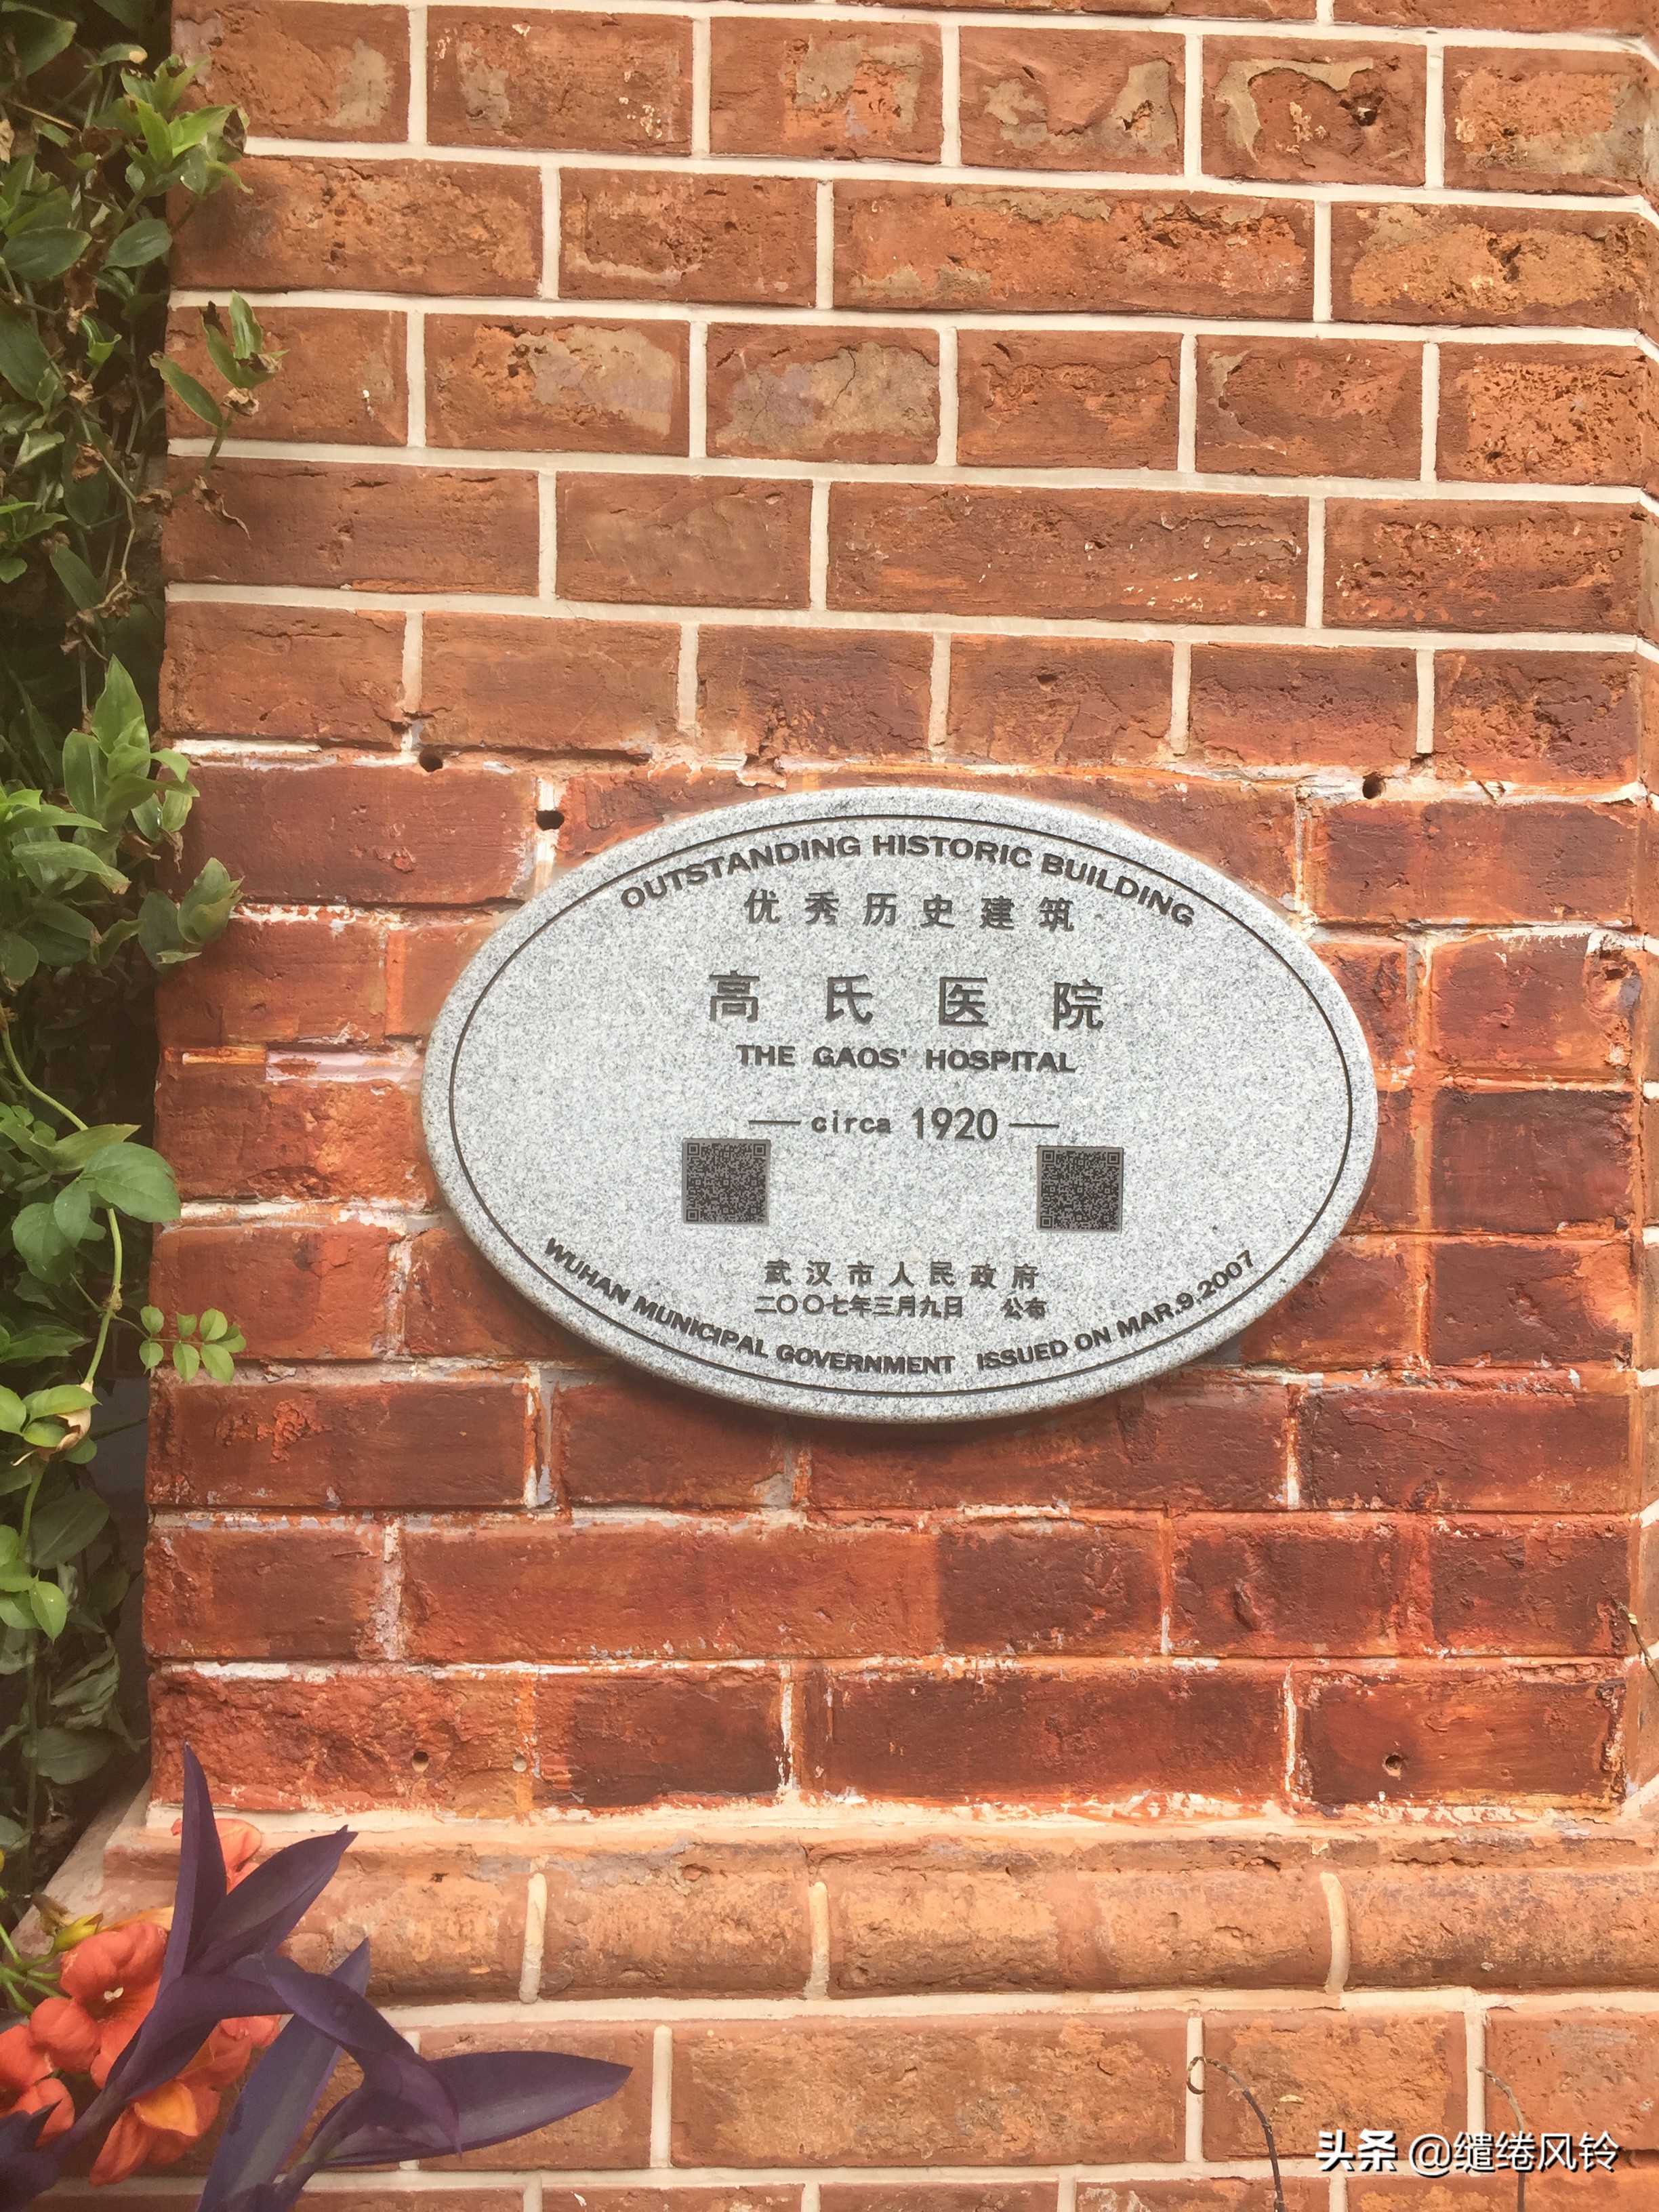 OUTSTANDING HISTORIC BUILDING
优秀历史建筑
高氏医院
THE GAOS' HOSPITAL
circa 1920
武汉市人民政府
二〇〇七年三月九日 公布
WUHAN MUNICIPAL GOVERNMENT ISSUED ON MAR.9.2007
头条 @缱绻风铃